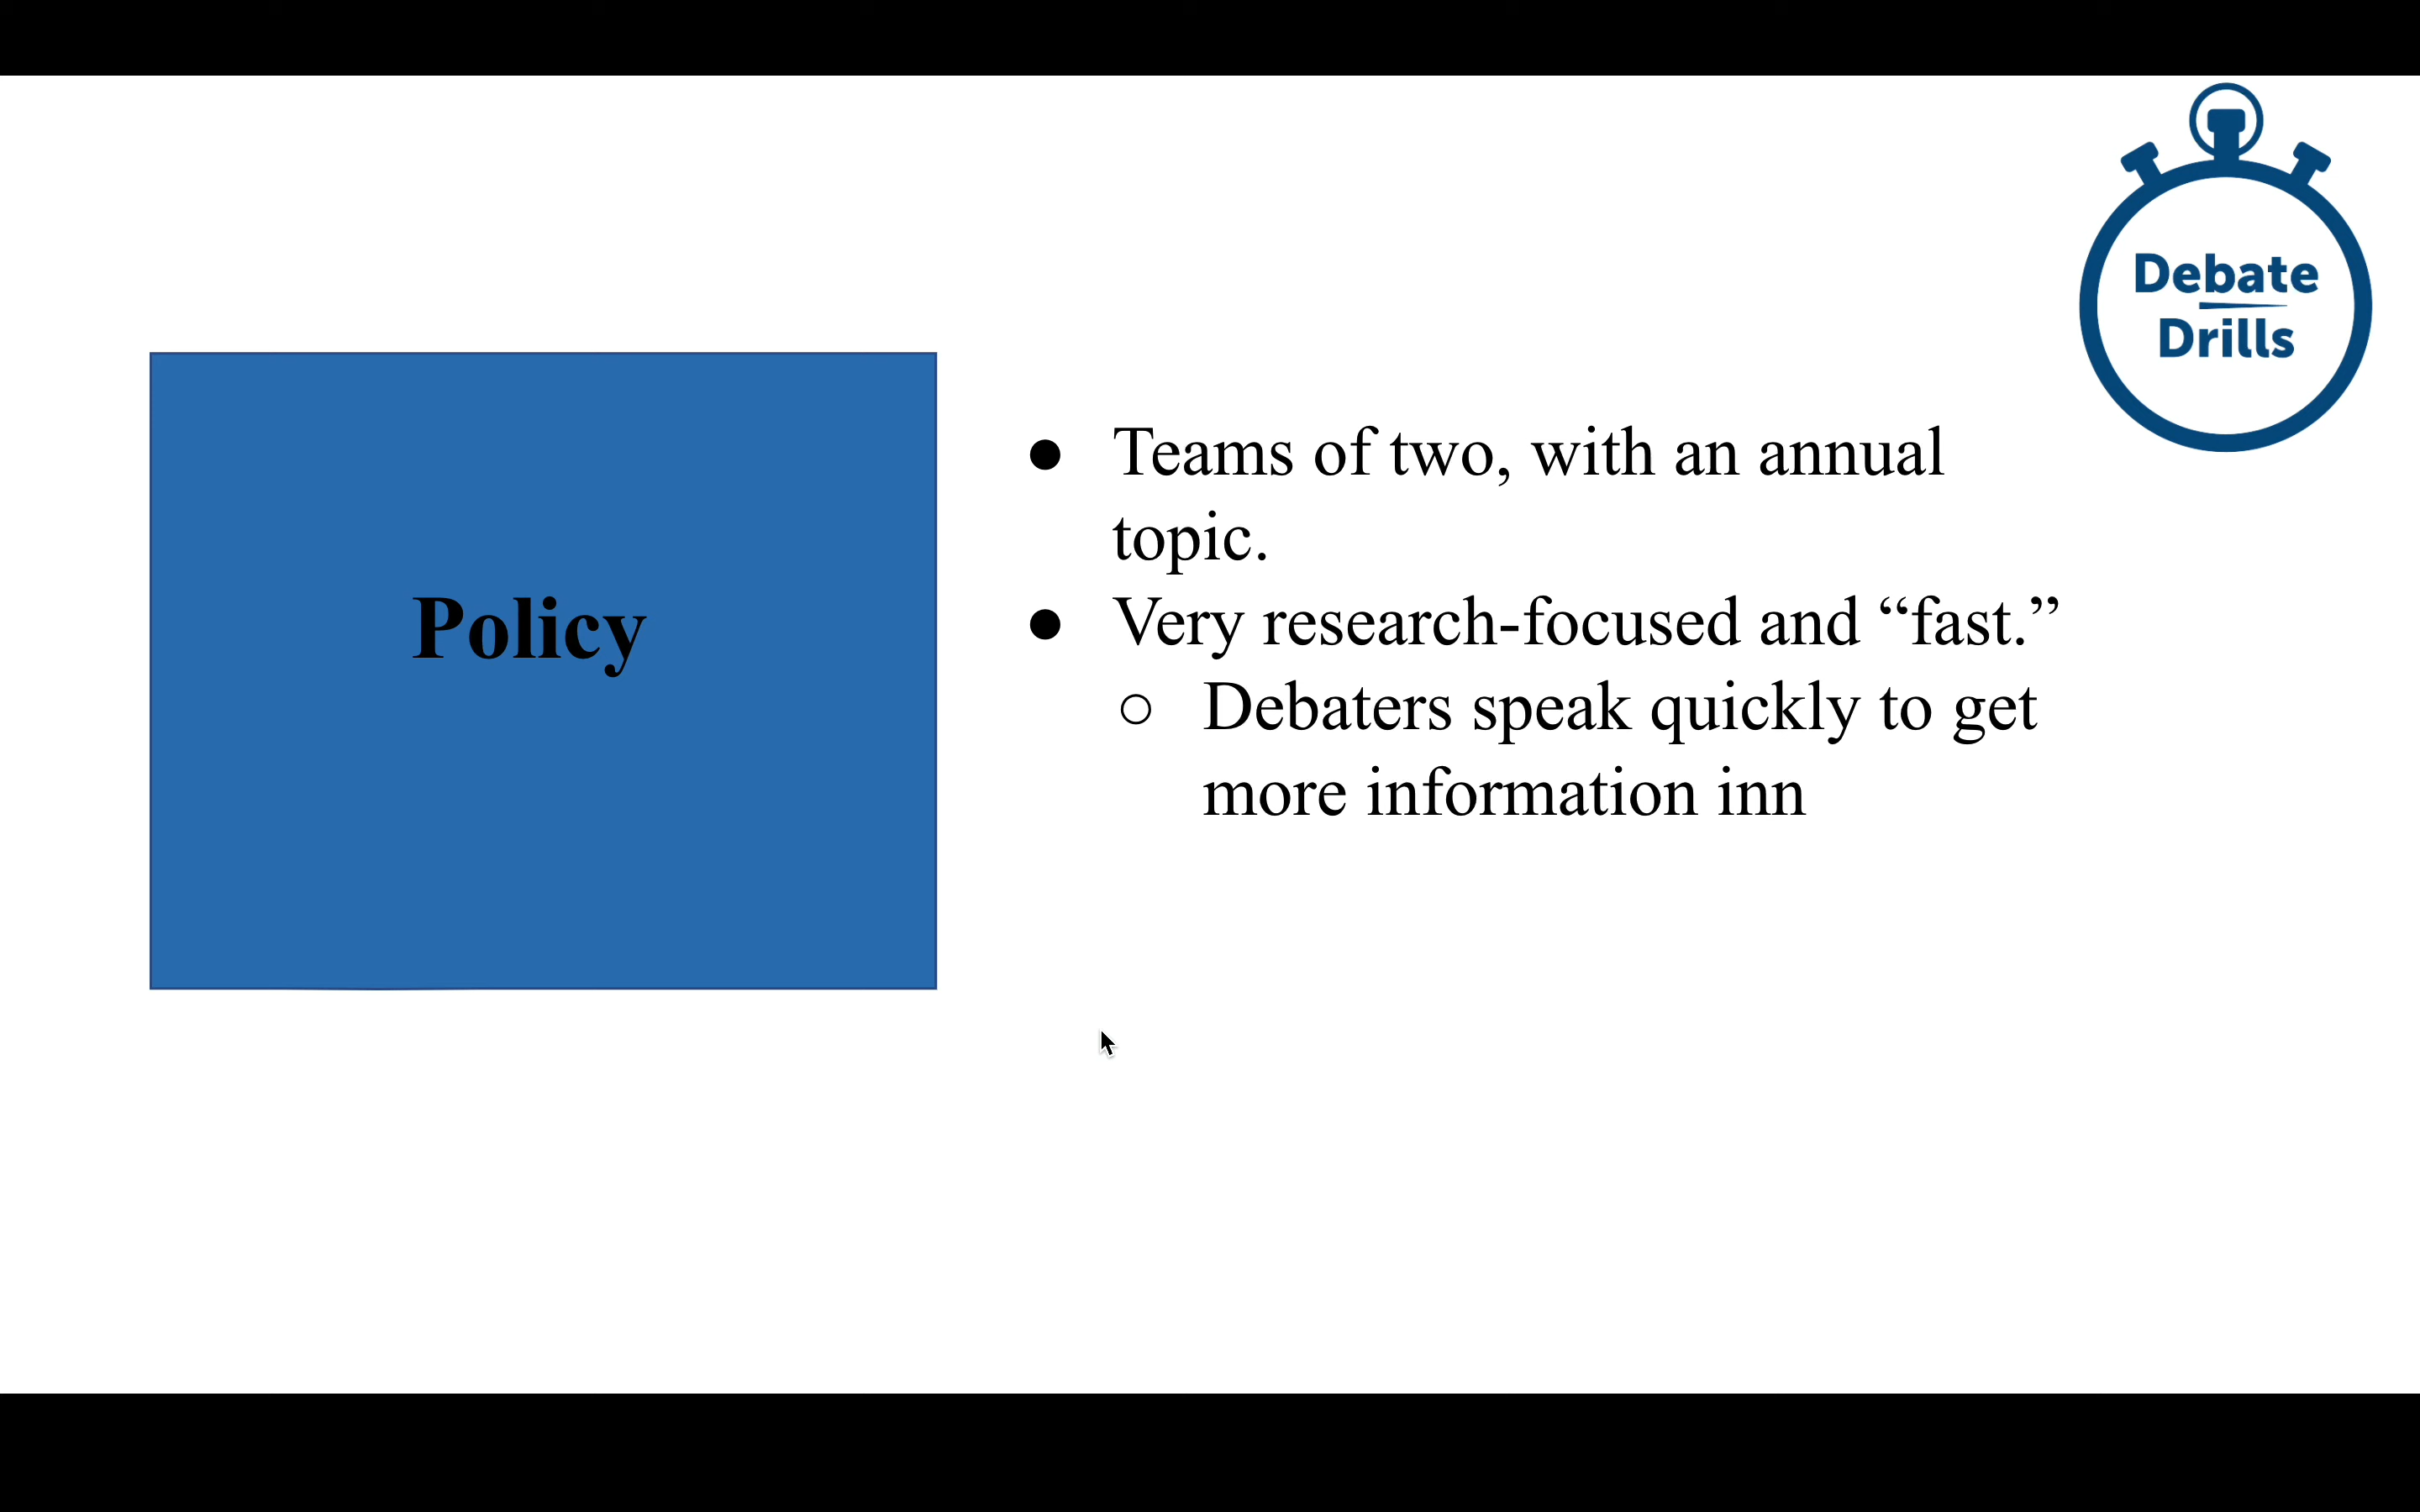 Debate
Drills
Policy
● Teams of two, with an annual
topic.
● Very research-focused and “fast.”
○ Debaters speak quickly to get
more information inn